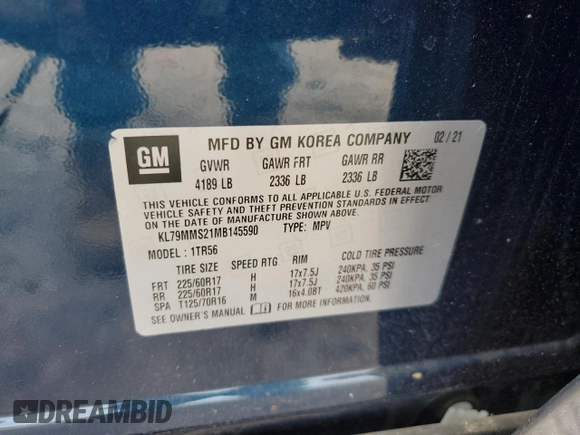 GM
MFD BY GM KOREA COMPANY 02 / 21
GVWR GAWR FRT GAWR RR
4189 LB 2336 LB 2336 LB
THIS VEHICLE CONFORMS TO ALL APPLICABLE U.S. FEDERAL MOTOR
VEHICLE SAFETY AND THEFT PREVENTION STANDARDS IN EFFECT
ON THE DATE OF MANUFACTURE SHOWN ABOVE.
KL79MMS21MB145590 TYPE: MPV
MODEL : 1TR56
TIRE SIZE SPEED RTG RIM COLD TIRE PRESSURE
FRT 225/60R17 H 17x7.5J 240KPA, 35 PSI
RR 225/60R17 H 17x7.5J 240KPA, 35 PSI
SPA T125/70R16 M 16x4.0BT 420KPA, 60 PSI
SEE OWNER'S MANUAL FOR MORE INFORMATION.
DREAMBID